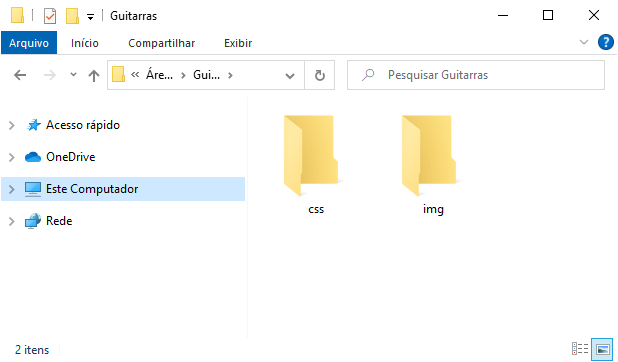 Guitarras
Arquivo Início Compartilhar Exibir
« Áre... Gui... Pesquisar Guitarras
Acesso rápido
OneDrive
Este Computador
Rede
css img
2 itens